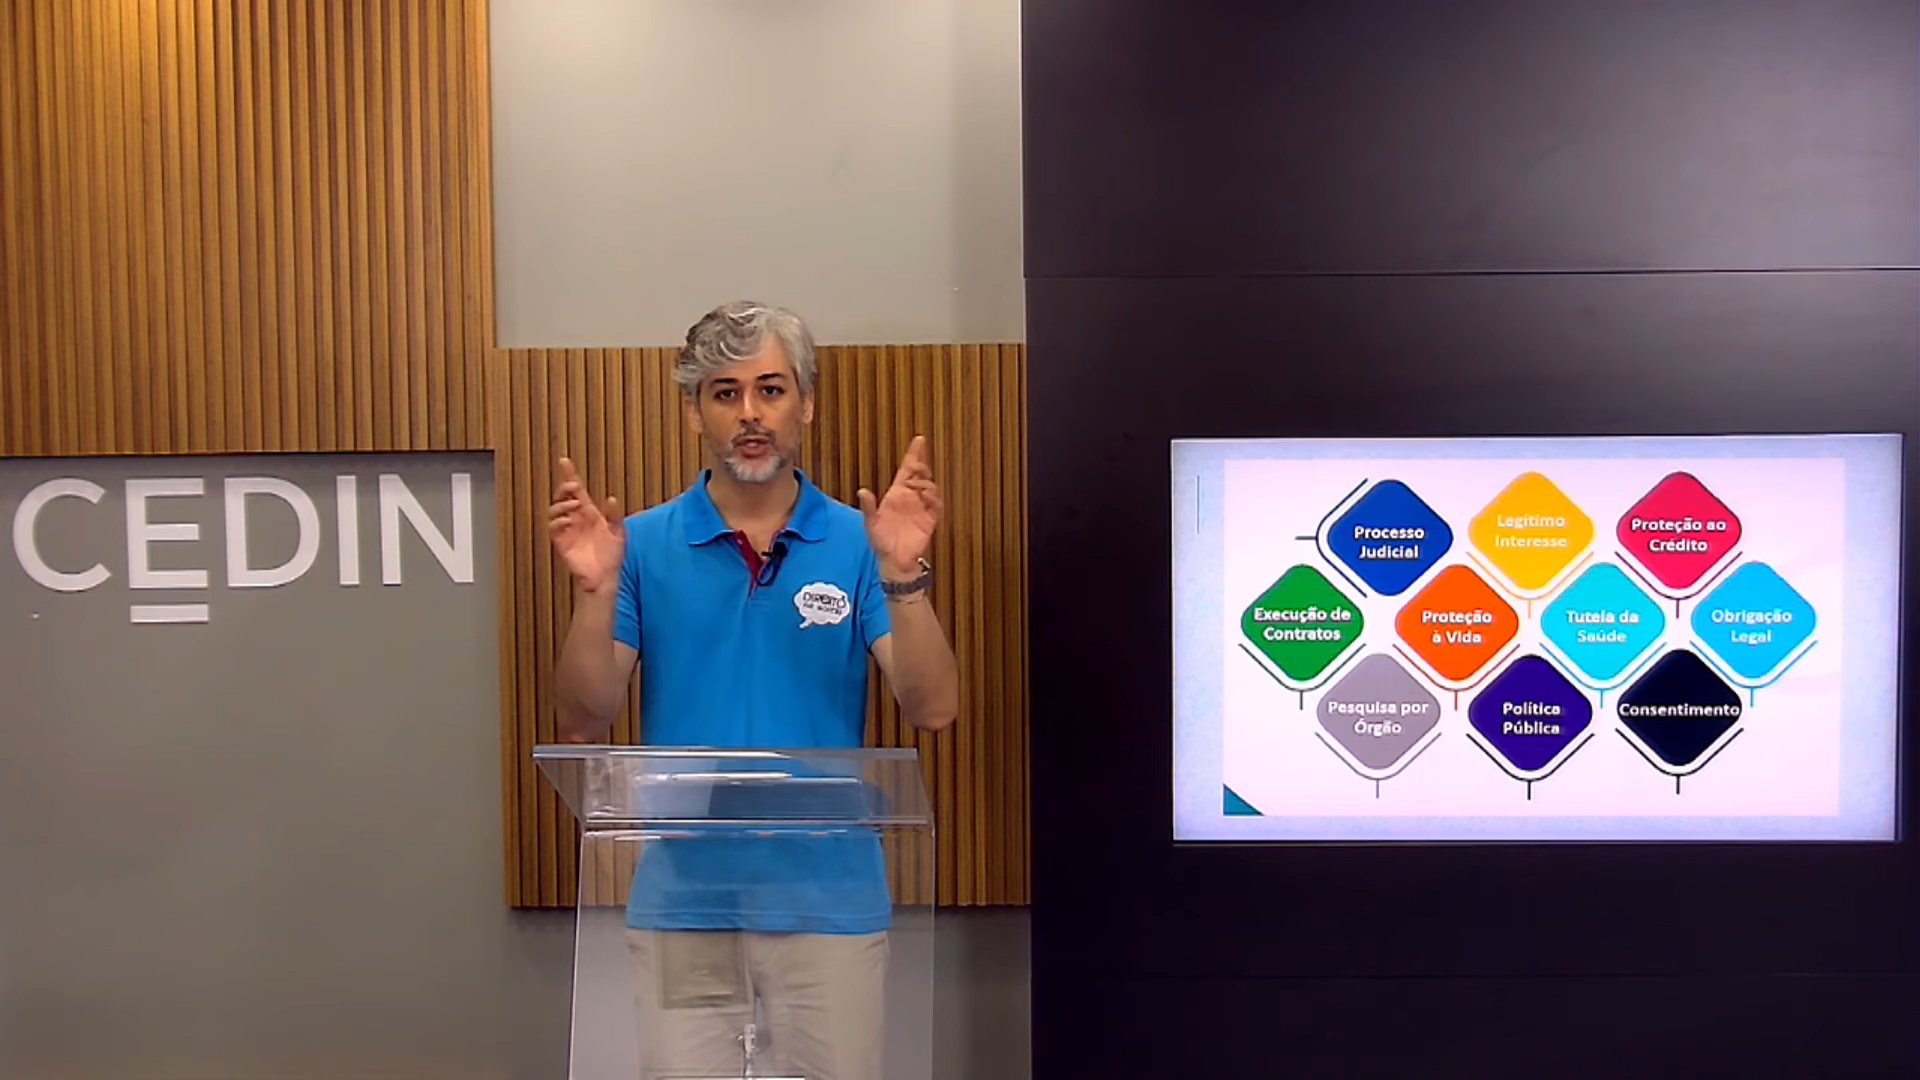 CEDIN
DIREITO
Processo
Judicial
Legítimo
Interesse
Proteção ao
Crédito
Execução de
Contratos
Proteção
à Vida
Tutela da
Saúde
Obrigação
Legal
Pesquisa por
Órgão
Política
Pública
Consentimento